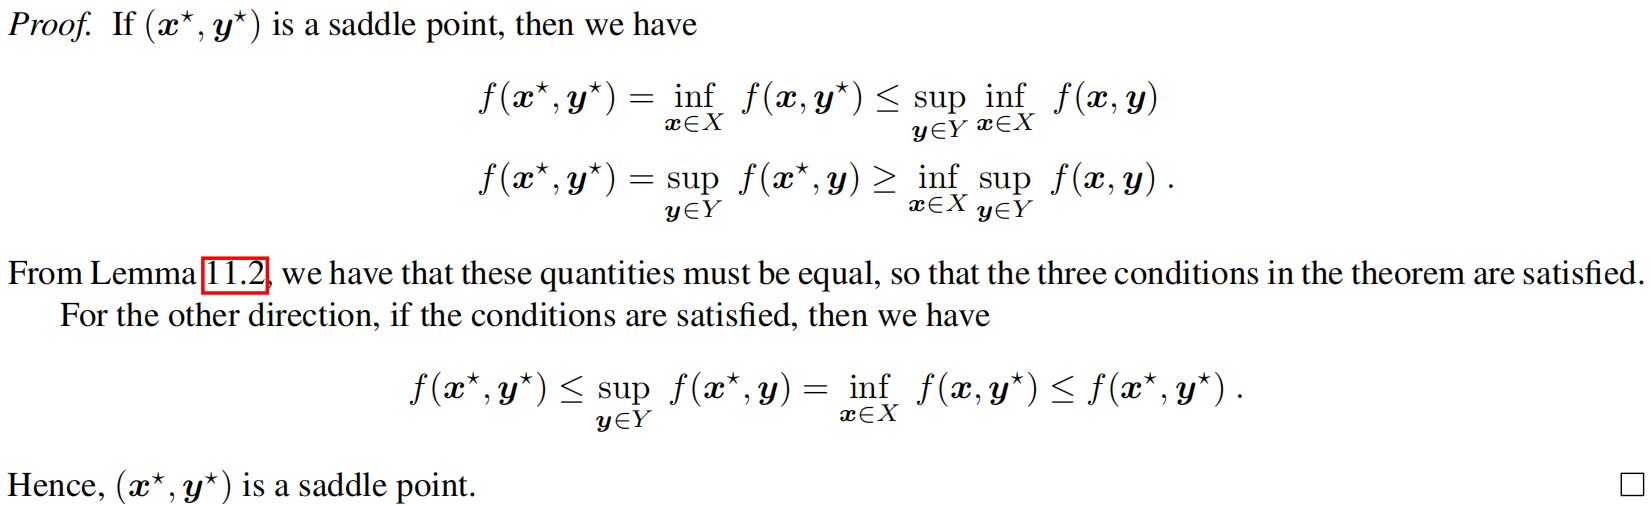 Proof. If (x⋆, y⋆) is a saddle point, then we have
f(x⋆, y⋆) = inf_{x∈X} f(x, y⋆) ≤ sup_{y∈Y} inf_{x∈X} f(x, y)
f(x⋆, y⋆) = sup_{y∈Y} f(x⋆, y) ≥ inf_{x∈X} sup_{y∈Y} f(x, y) .
From Lemma 11.2, we have that these quantities must be equal, so that the three conditions in the theorem are satisfied.
For the other direction, if the conditions are satisfied, then we have
f(x⋆, y⋆) ≤ sup_{y∈Y} f(x⋆, y) = inf_{x∈X} f(x, y⋆) ≤ f(x⋆, y⋆) .
Hence, (x⋆, y⋆) is a saddle point. □